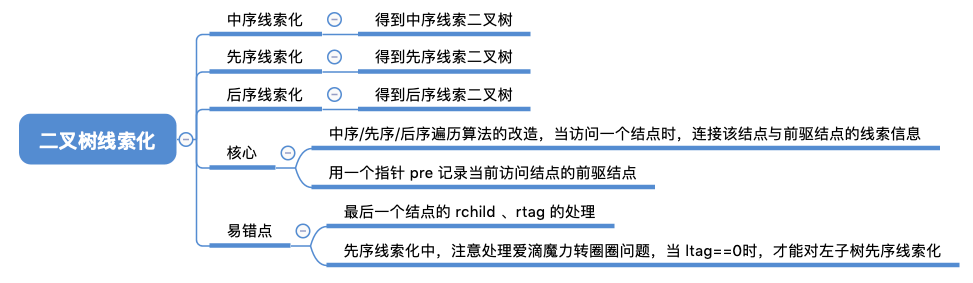 二叉树线索化
中序线索化
得到中序线索二叉树
先序线索化
得到先序线索二叉树
后序线索化
得到后序线索二叉树
核心
中序/先序/后序遍历算法的改造，当访问一个结点时，连接该结点与前驱结点的线索信息
用一个指针 pre 记录当前访问结点的前驱结点
易错点
最后一个结点的 rchild 、rtag 的处理
先序线索化中，注意处理爱滴魔力转圈圈问题，当 ltag==0时，才能对左子树先序线索化